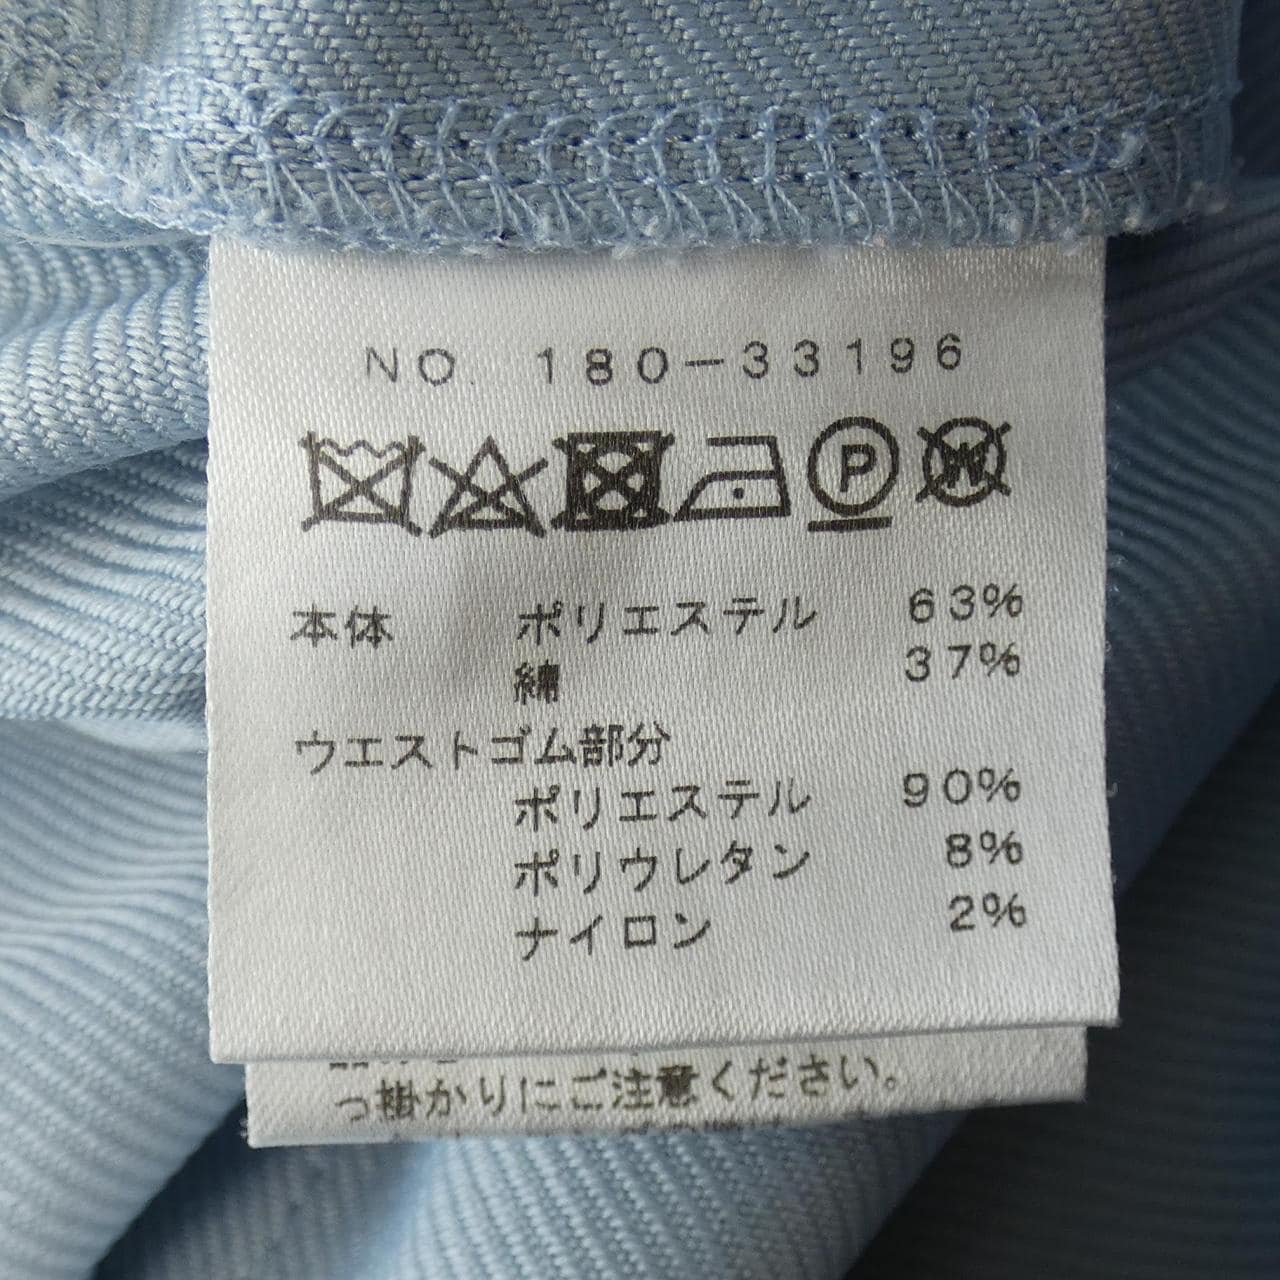 NO. 180-33196
P W
本体 ポリエステル 63%
綿 37%
ウエストゴム部分
ポリエステル 90%
ポリウレタン 8%
ナイロン 2%
っ掛かりにご注意ください。